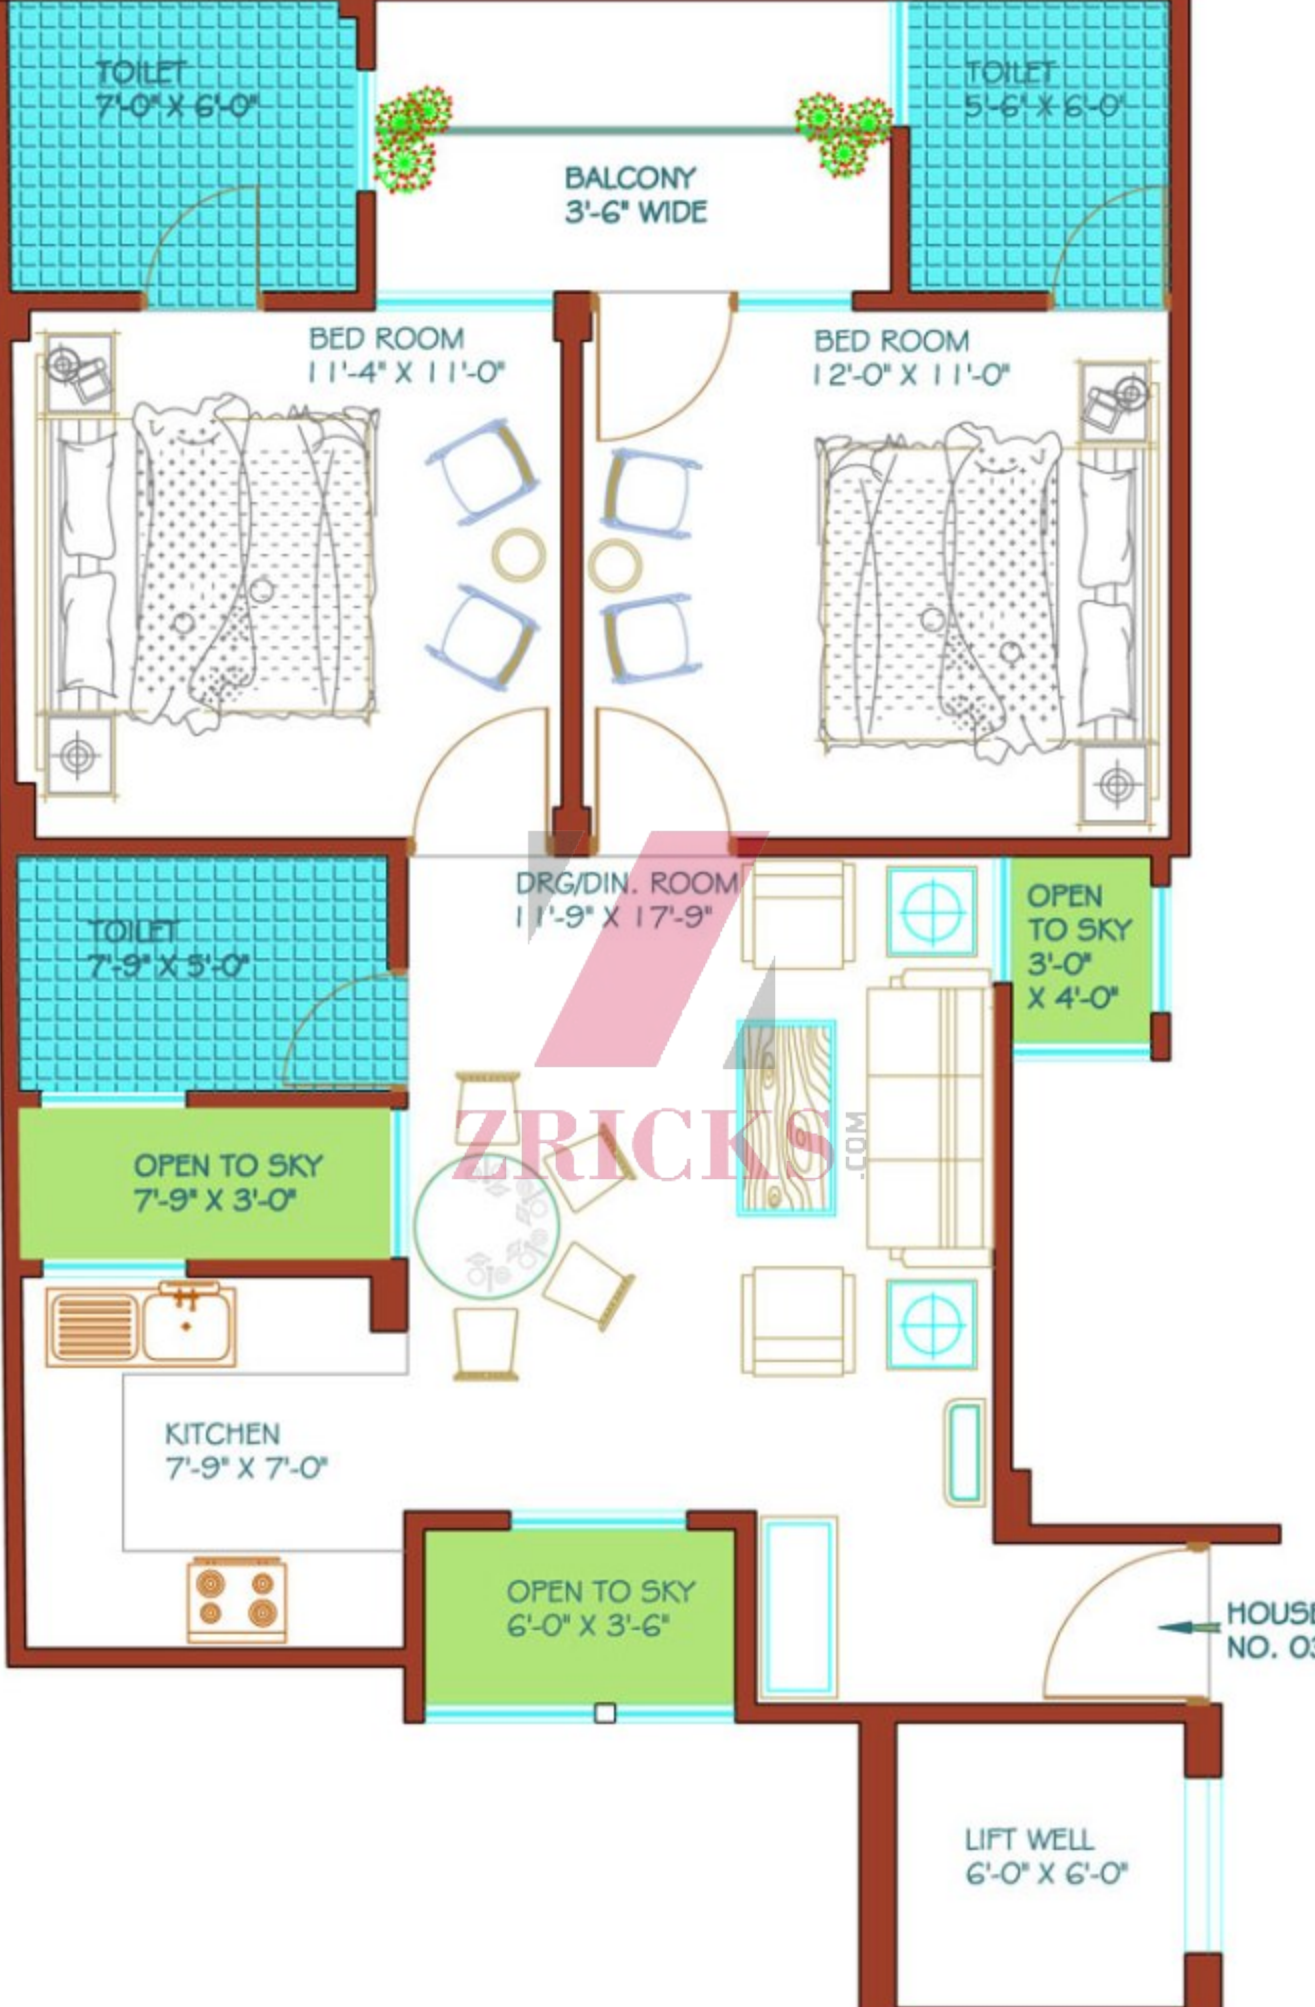 TOILET
7'-0" X 6'-0"
TOILET
5'-6" X 6'-0"
BALCONY
3'-6" WIDE
BED ROOM
11'-4" X 11'-0"
BED ROOM
12'-0" X 11'-0"
DRG/DIN. ROOM
11'-9" X 17'-9"
OPEN
TO SKY
3'-0"
X 4'-0"
TOILET
7'-9" X 5'-0"
ZRICKS
.COM
OPEN TO SKY
7'-9" X 3'-0"
KITCHEN
7'-9" X 7'-0"
OPEN TO SKY
6'-0" X 3'-6"
HOUSE
NO. 03
LIFT WELL
6'-0" X 6'-0"